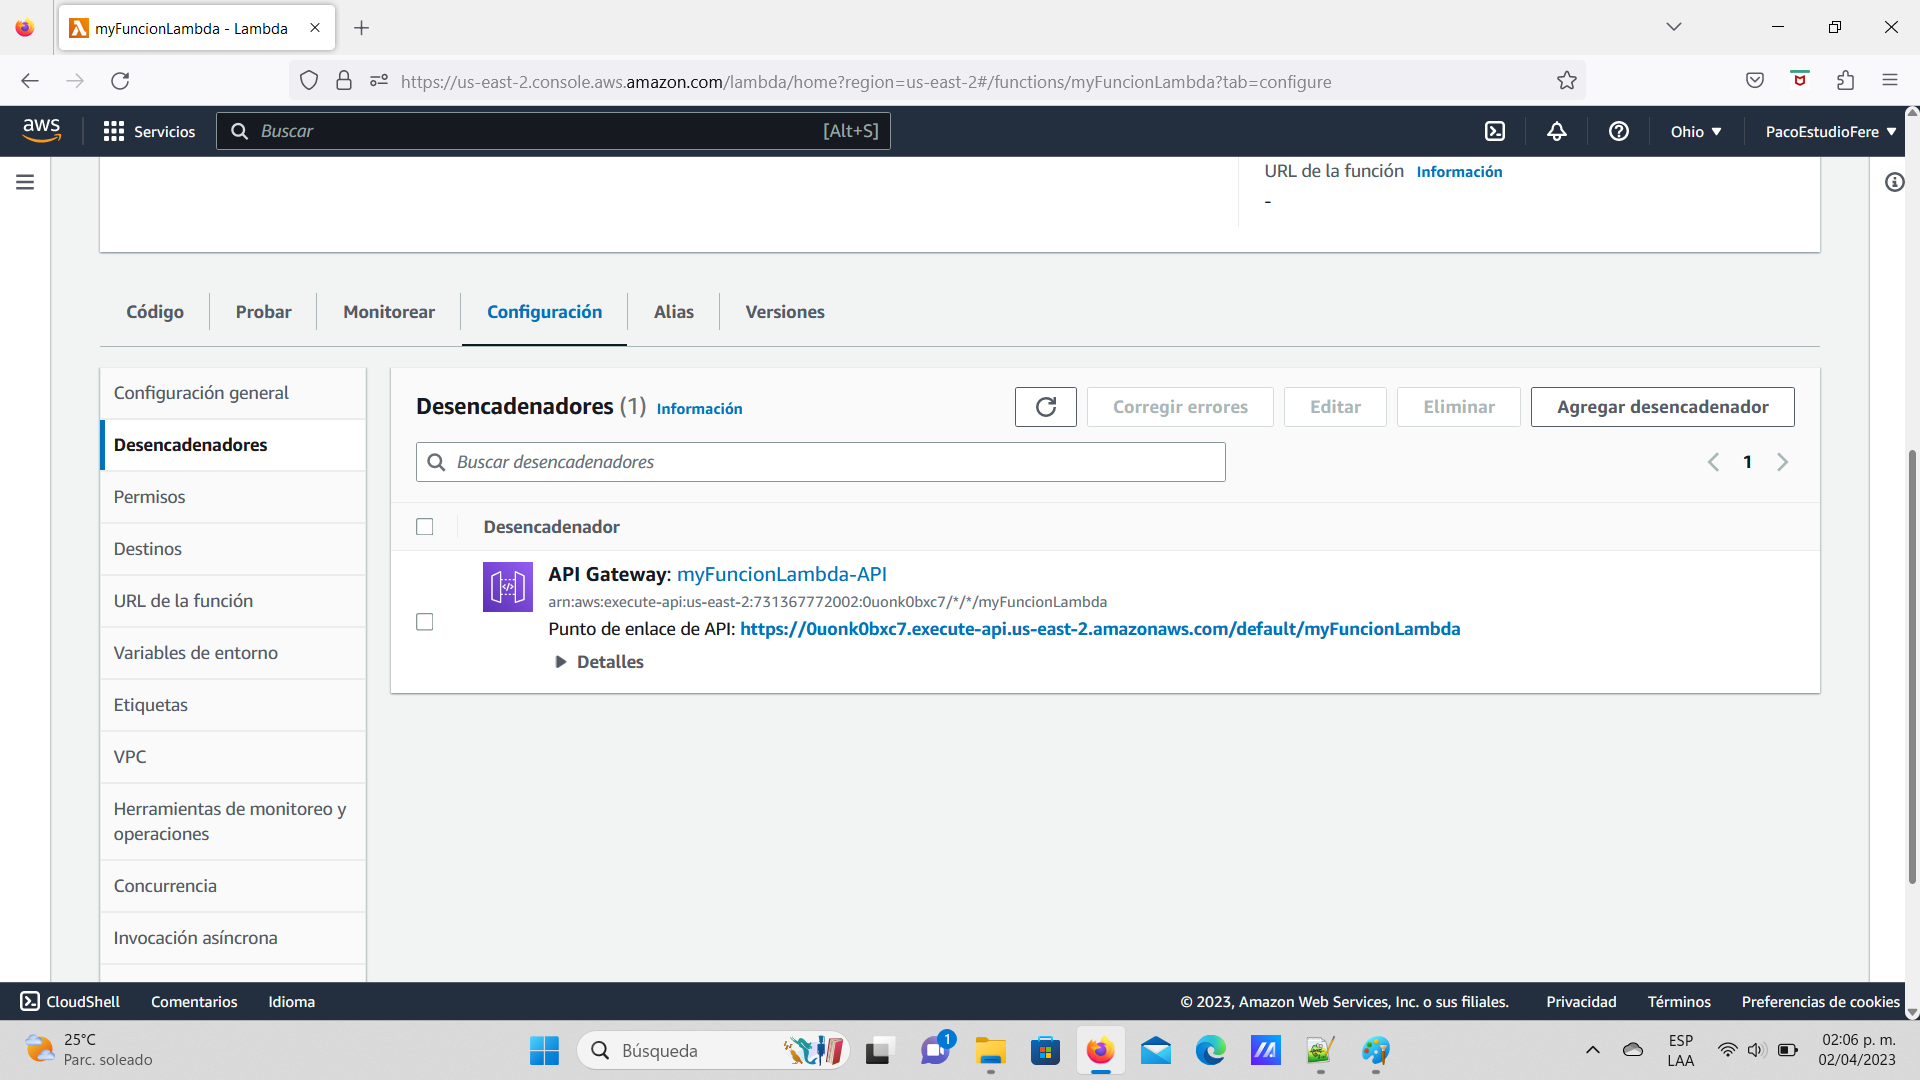 myFuncionLambda - Lambda
https://us-east-2.console.aws.amazon.com/lambda/home?region=us-east-2#/functions/myFuncionLambda?tab=configure
aws
Servicios
Buscar
[Alt+S]
Ohio
PacoEstudioFere
URL de la función Información
-
Código
Probar
Monitorear
Configuración
Alias
Versiones
Configuración general
Desencadenadores
Permisos
Destinos
URL de la función
Variables de entorno
Etiquetas
VPC
Herramientas de monitoreo y
operaciones
Concurrencia
Invocación asíncrona
Desencadenadores (1) Información
Corregir errores
Editar
Eliminar
Agregar desencadenador
Buscar desencadenadores
1
Desencadenador
API Gateway: myFuncionLambda-API
arn:aws:execute-api:us-east-2:731367772002:0uonk0bxc7/*/*/myFuncionLambda
Punto de enlace de API: https://0uonk0bxc7.execute-api.us-east-2.amazonaws.com/default/myFuncionLambda
Detalles
CloudShell
Comentarios
Idioma
© 2023, Amazon Web Services, Inc. o sus filiales.
Privacidad
Términos
Preferencias de cookies
25°C
Parc. soleado
Búsqueda
1
ESP
LAA
02:06 p. m.
02/04/2023